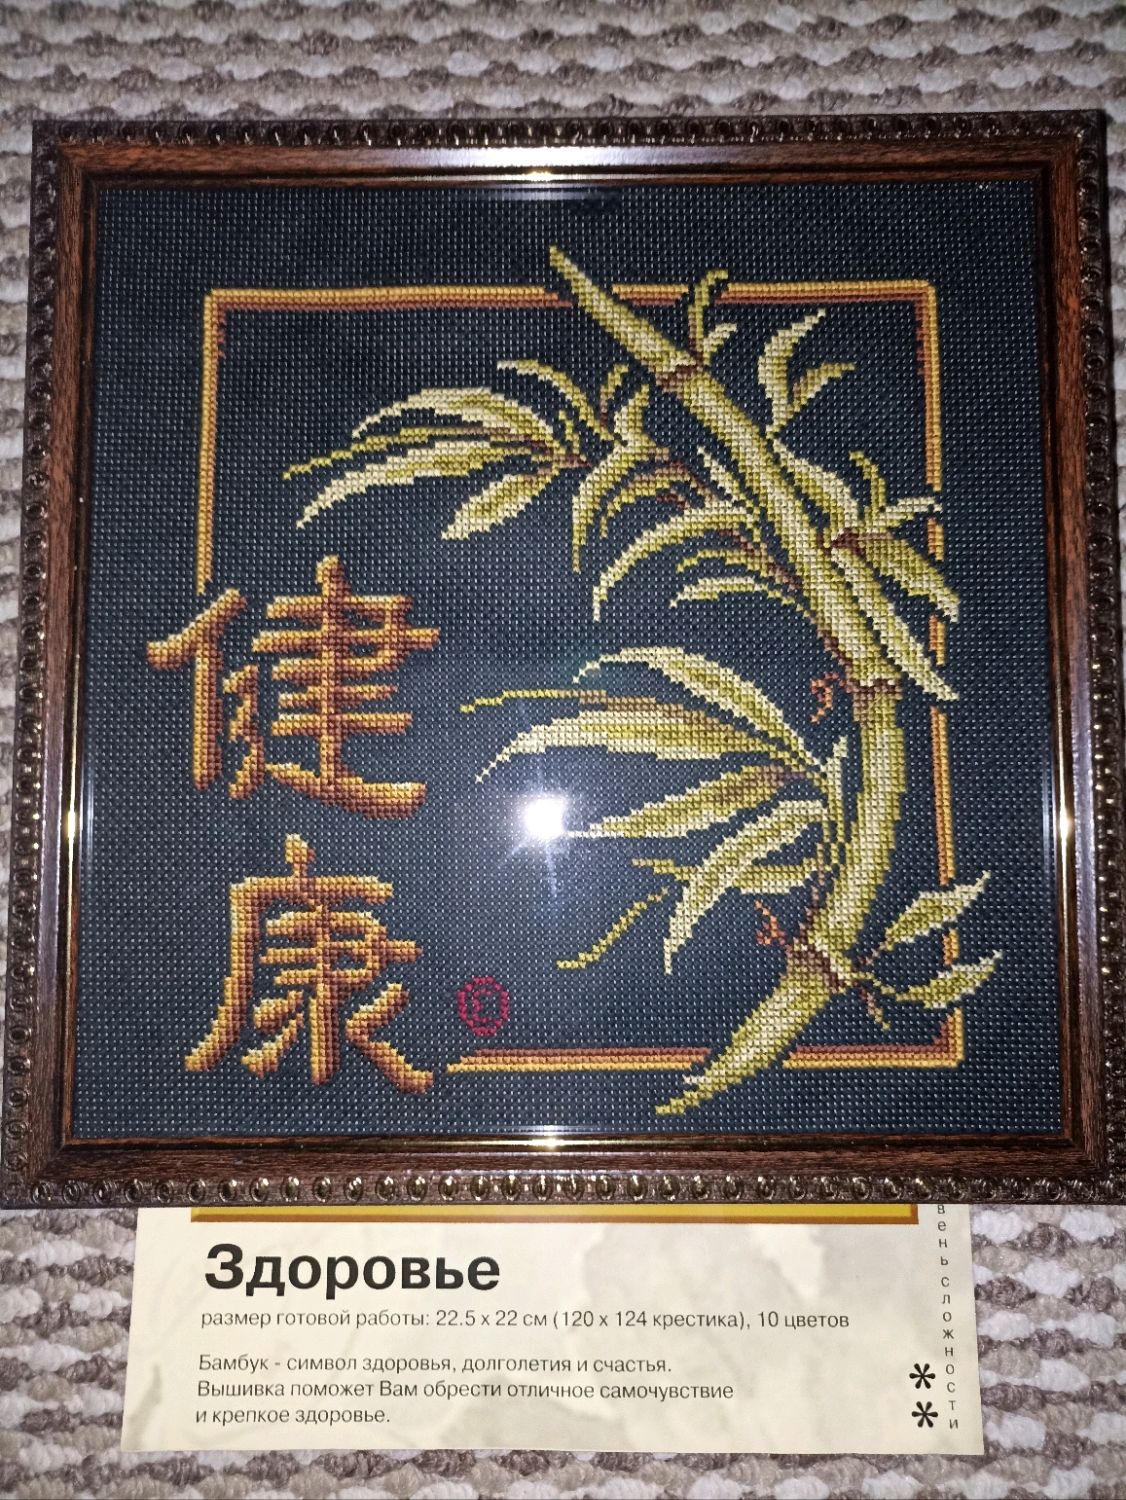 健
康
Здоровье
размер готовой работы: 22.5 x 22 см (120 x 124 крестика), 10 цветов
Бамбук - символ здоровья, долголетия и счастья.
Вышивка поможет Вам обрести отличное самочувствие
и крепкое здоровье.
вень сложности
**